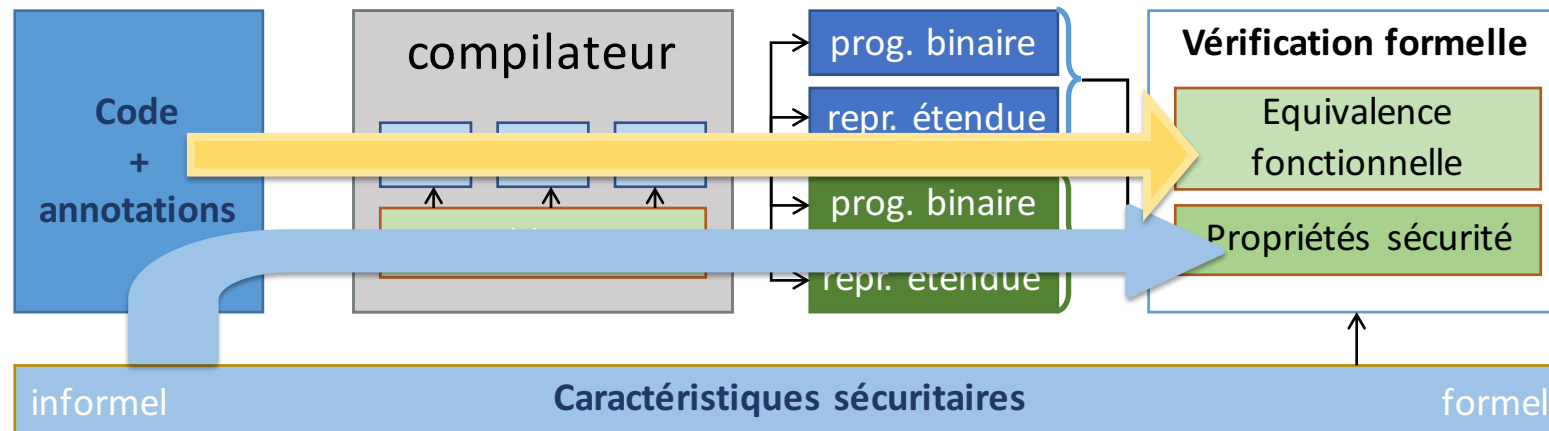 Code
+
annotations
compilateur
prog. binaire
repr. étendue
prog. binaire
repr. étendue
Vérification formelle
Equivalence
fonctionnelle
Propriétés sécurité
informel
Caractéristiques sécuritaires
formel